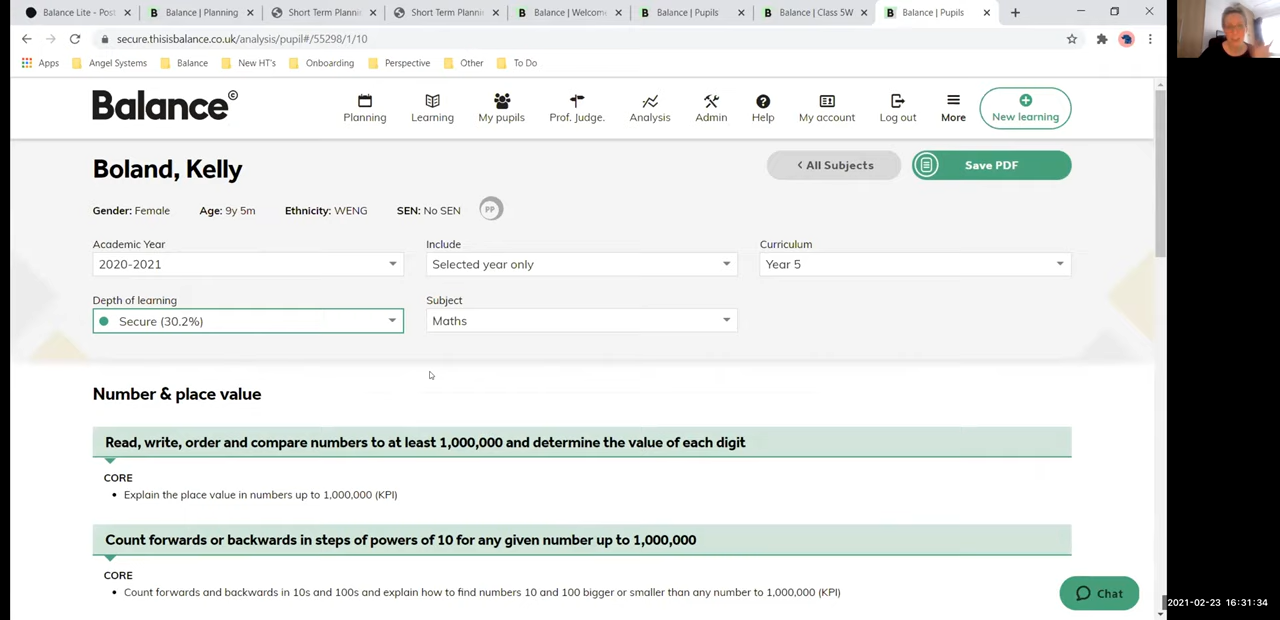 Balance Lite - Post
Balance | Planning
Short Term Plannin
Short Term Plannin
Balance | Welcom
Balance | Pupils
Balance | Class 5W
Balance | Pupils
secure.thisisbalance.co.uk/analysis/pupil#/55298/1/10
Apps Angel Systems Balance New HT's Onboarding Perspective Other To Do
Balance©
Planning Learning My pupils Prof. Judge. Analysis Admin Help My account Log out More New learning
Boland, Kelly
< All Subjects
Save PDF
Gender: Female Age: 9y 5m Ethnicity: WENG SEN: No SEN PP
Academic Year Include Curriculum
2020-2021 Selected year only Year 5
Depth of learning Subject
Secure (30.2%) Maths
Number & place value
Read, write, order and compare numbers to at least 1,000,000 and determine the value of each digit
CORE
• Explain the place value in numbers up to 1,000,000 (KPI)
Count forwards or backwards in steps of powers of 10 for any given number up to 1,000,000
CORE
• Count forwards and backwards in 10s and 100s and explain how to find numbers 10 and 100 bigger or smaller than any number to 1,000,000 (KPI)
Chat
2021-02-23 16:31:34